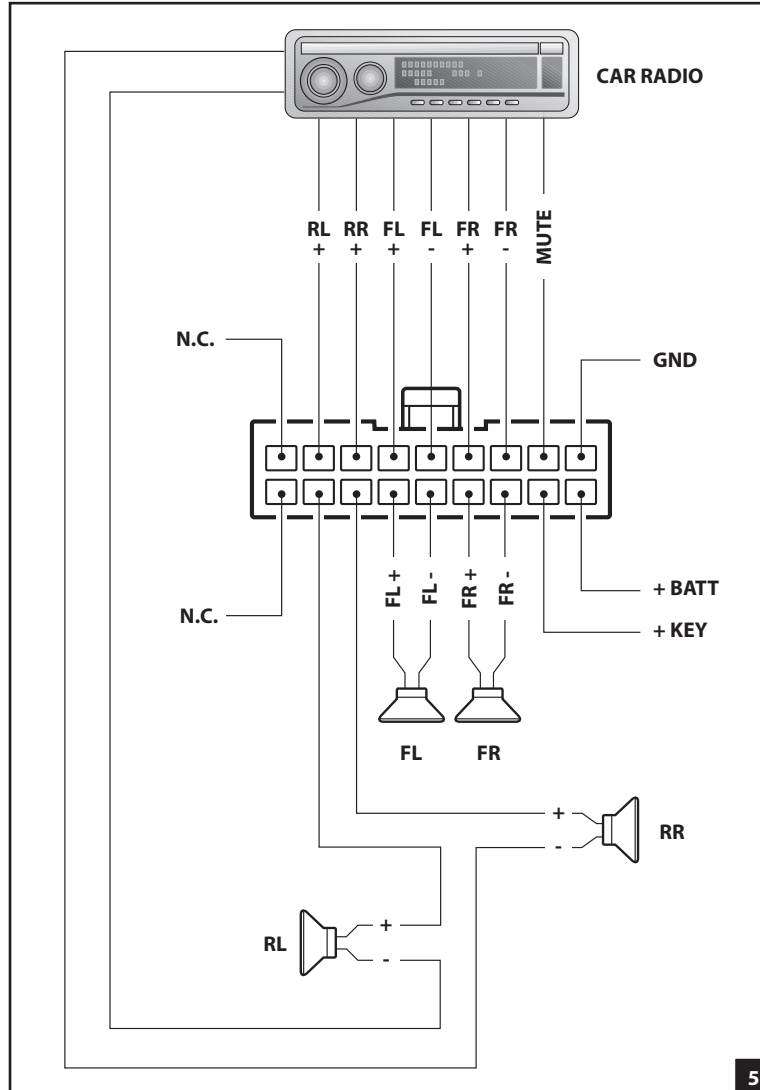 CAR RADIO
RL RR FL FL FR FR MUTE
+ + + - + -
N.C.
GND
FL + FL - FR + FR -
+ BATT
N.C.
+ KEY
FL FR
+
RR
-
+
RL
-
5